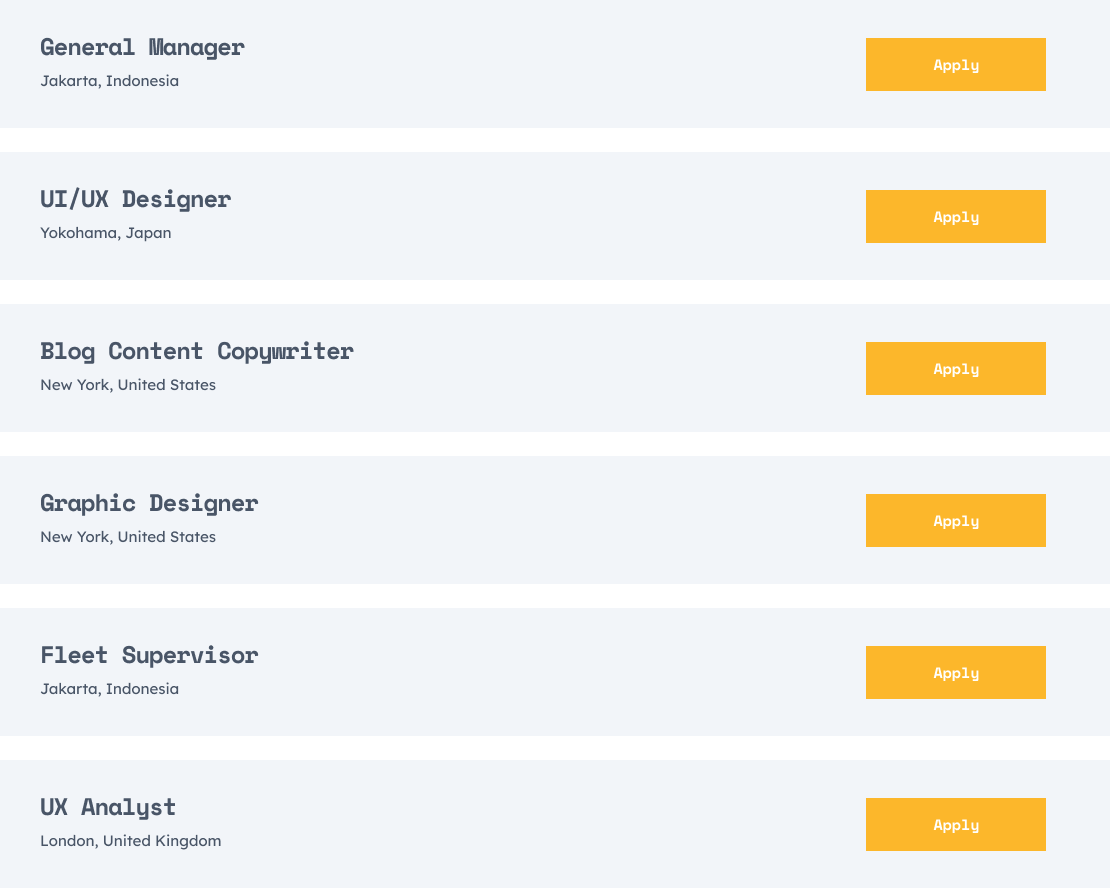 General Manager
Jakarta, Indonesia
Apply
UI/UX Designer
Yokohama, Japan
Apply
Blog Content Copywriter
New York, United States
Apply
Graphic Designer
New York, United States
Apply
Fleet Supervisor
Jakarta, Indonesia
Apply
UX Analyst
London, United Kingdom
Apply